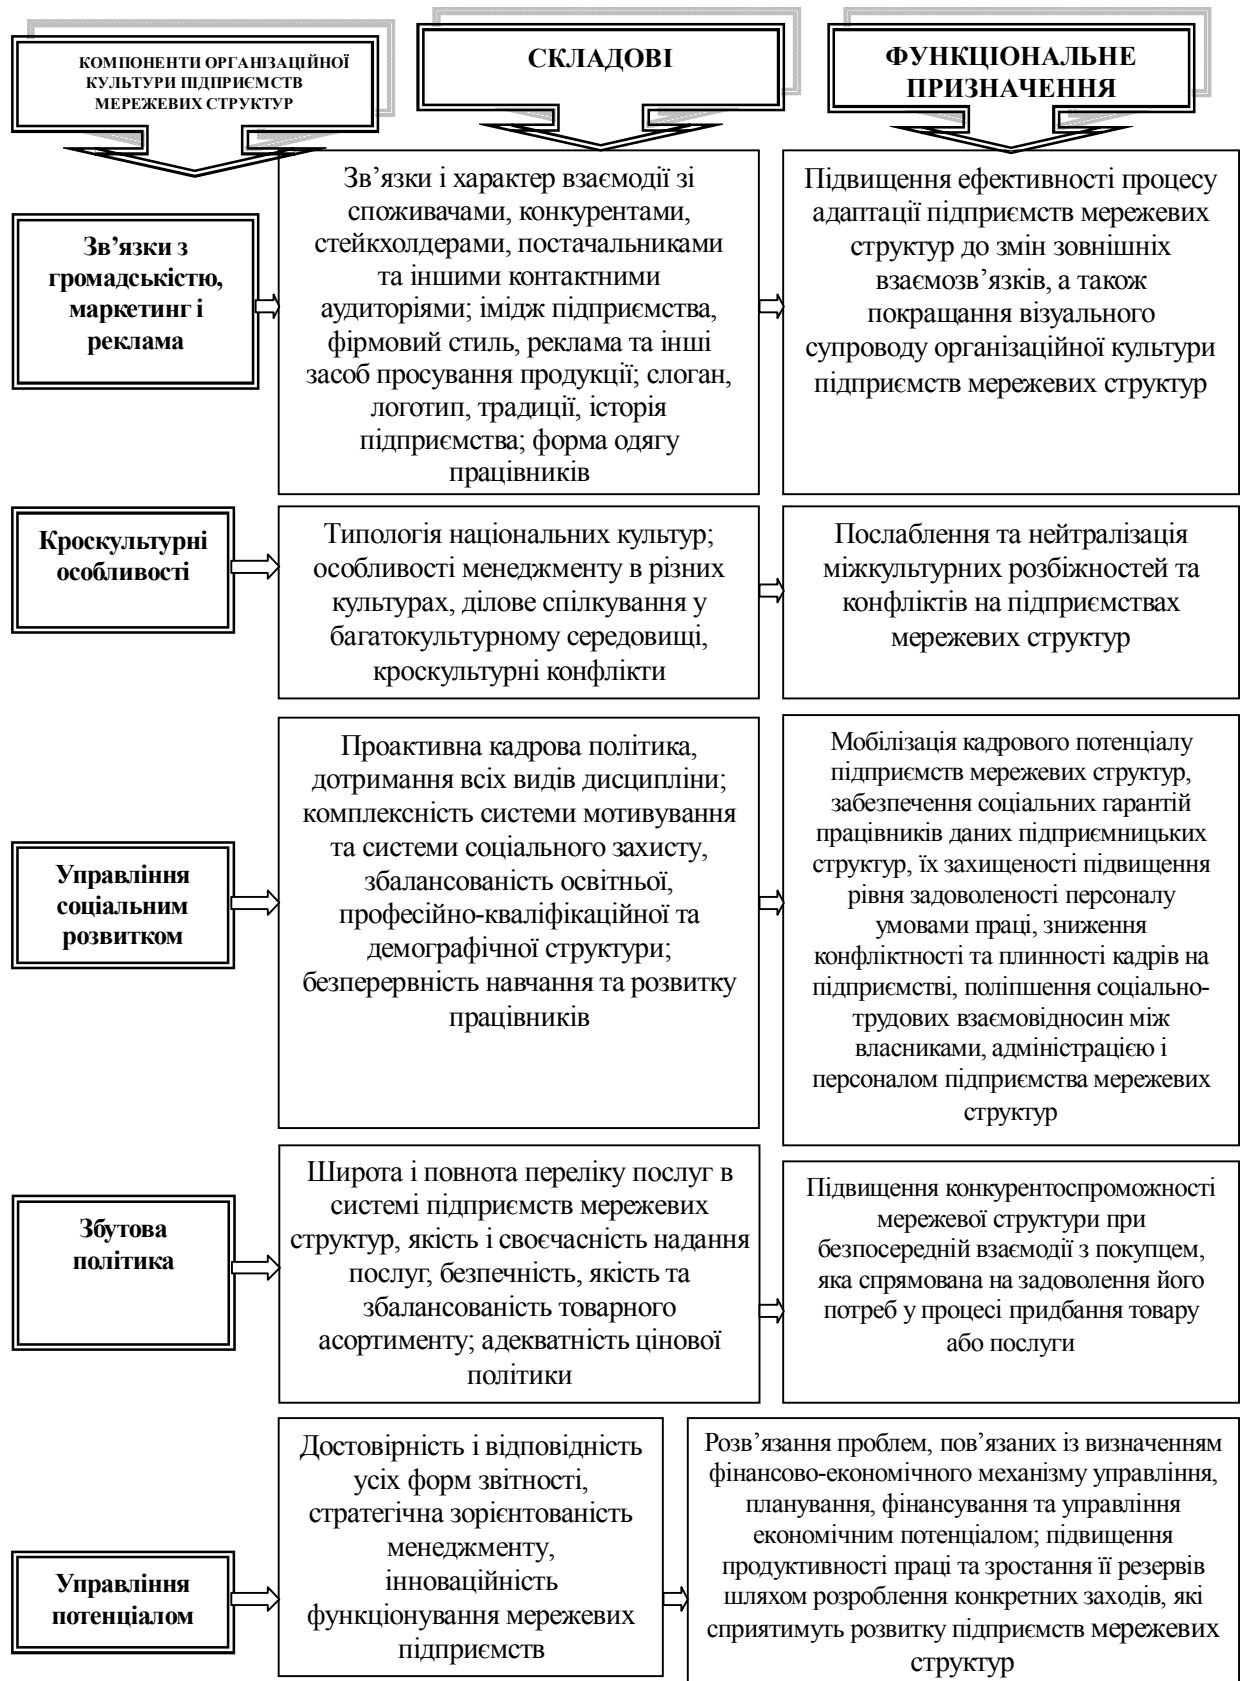 КОМПОНЕНТИ ОРГАНІЗАЦІЙНОЇ
КУЛЬТУРИ ПІДПРИЄМСТВ
МЕРЕЖЕВИХ СТРУКТУР
СКЛАДОВІ
ФУНКЦІОНАЛЬНЕ
ПРИЗНАЧЕННЯ
Зв’язки з
громадськістю,
маркетинг і
реклама
Зв’язки і характер взаємодії зі
споживачами, конкурентами,
стейкхолдерами, постачальниками
та іншими контактними
аудиторіями; імідж підприємства,
фірмовий стиль, реклама та інші
засоб просування продукції; слоган,
логотип, традиції, історія
підприємства; форма одягу
працівників
Підвищення ефективності процесу
адаптації підприємств мережевих
структур до змін зовнішніх
взаємозв’язків, а також
покращання візуального
супроводу організаційної культури
підприємств мережевих структур
Кроскультурні
особливості
Типологія національних культур;
особливості менеджменту в різних
культурах, ділове спілкування у
багатокультурному середовищі,
кроскультурні конфлікти
Послаблення та нейтралізація
міжкультурних розбіжностей та
конфліктів на підприємствах
мережевих структур
Управління
соціальним
розвитком
Проактивна кадрова політика,
дотримання всіх видів дисципліни;
комплексність системи мотивування
та системи соціального захисту,
збалансованість освітньої,
професійно-кваліфікаційної та
демографічної структури;
безперервність навчання та розвитку
працівників
Мобілізація кадрового потенціалу
підприємств мережевих структур,
забезпечення соціальних гарантій
працівників даних підприємницьких
структур, їх захищеності підвищення
рівня задоволеності персоналу
умовами праці, зниження
конфліктності та плинності кадрів на
підприємстві, поліпшення соціально-
трудових взаємовідносин між
власниками, адміністрацією і
персоналом підприємства мережевих
структур
Збутова
політика
Широта і повнота переліку послуг в
системі підприємств мережевих
структур, якість і своєчасність надання
послуг, безпечність, якість та
збалансованість товарного
асортименту; адекватність цінової
політики
Підвищення конкурентоспроможності
мережевої структури при
безпосередній взаємодії з покупцем,
яка спрямована на задоволення його
потреб у процесі придбання товару
або послуги
Управління
потенціалом
Достовірність і відповідність
усіх форм звітності,
стратегічна зорієнтованість
менеджменту,
інноваційність
функціонування мережевих
підприємств
Розв’язання проблем, пов’язаних із визначенням
фінансово-економічного механізму управління,
планування, фінансування та управління
економічним потенціалом; підвищення
продуктивності праці та зростання її резервів
шляхом розроблення конкретних заходів, які
сприятимуть розвитку підприємств мережевих
структур